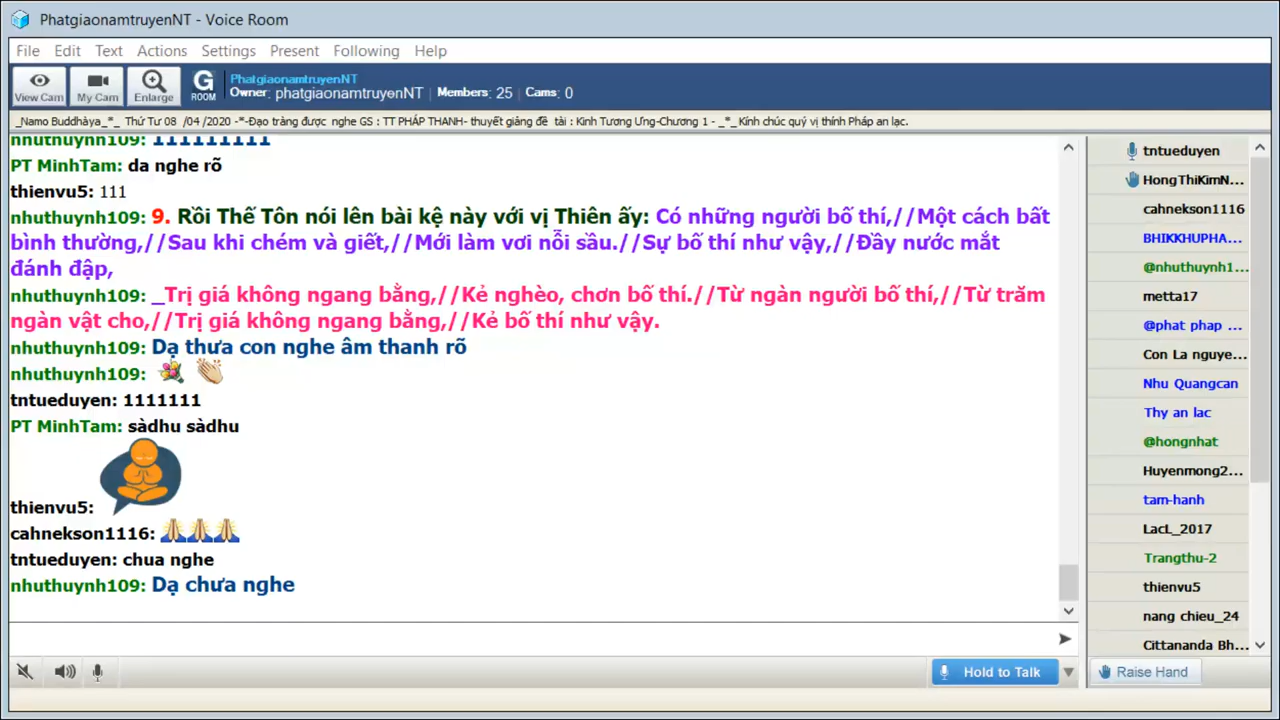 PhatgiaonamtruyenNT - Voice Room
File Edit Text Actions Settings Present Following Help
View Cam My Cam Enlarge G ROOM
PhatgiaonamtruyenNT
Owner: phatgiaonamtruyenNT | Members: 25 | Cams: 0
_Namo Buddhàya_*_ Thứ Tư 08 /04 /2020 -*-Đạo tràng được nghe GS : TT PHÁP THANH- thuyết giảng đề tài : Kinh Tương Ưng-Chương 1 - _*_ Kính chúc quý vị thính Pháp an lạc.
nhuthuynh109: 111111111
PT MinhTam: da nghe rõ
thienvu5: 111
nhuthuynh109: 9. Rồi Thế Tôn nói lên bài kệ này với vị Thiên ấy: Có những người bố thí,//Một cách bất
bình thường,//Sau khi chém và giết,//Mới làm vơi nỗi sầu.//Sự bố thí như vậy,//Đầy nước mắt
đánh đập,
nhuthuynh109: _Trị giá không ngang bằng,//Kẻ nghèo, chơn bố thí.//Từ ngàn người bố thí,//Từ trăm
ngàn vật cho,//Trị giá không ngang bằng,//Kẻ bố thí như vậy.
nhuthuynh109: Dạ thưa con nghe âm thanh rõ
nhuthuynh109:
tntueduyen: 1111111
PT MinhTam: sàdhu sàdhu
thienvu5:
cahnekson1116:
tntueduyen: chua nghe
nhuthuynh109: Dạ chưa nghe
Hold to Talk
tntueduyen
HongThiKimN...
cahnekson1116
BHIKKHUPHA...
@nhuthuynh1...
metta17
@phat phap ...
Con La nguye...
Nhu Quangcan
Thy an lac
@hongnhat
Huyenmong2...
tam-hanh
LacL_2017
Trangthu-2
thienvu5
nang chieu_24
Cittananda Bh...
Raise Hand